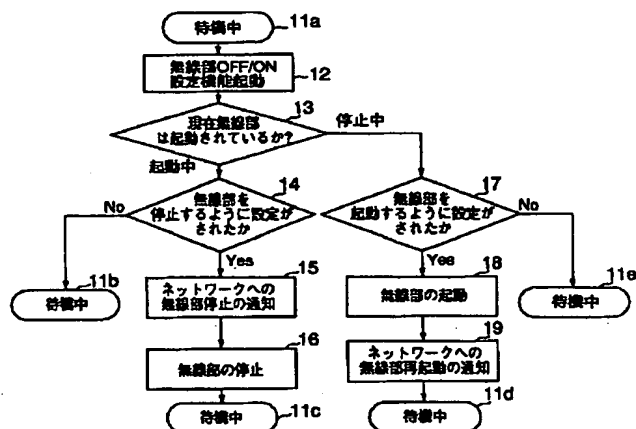 待機中
11a
無線部OFF/ON
設定機能起動
12
現在無線部
は起動されているか?
13
停止中
起動中
無線部を
停止するように設定が
されたか
14
No
Yes
待機中
11b
ネットワークへの
無線部停止の通知
15
無線部の停止
16
待機中
11c
無線部を
起動するように設定が
されたか
17
No
Yes
待機中
11e
無線部の起動
18
ネットワークへの
無線部再起動の通知
19
待機中
11d